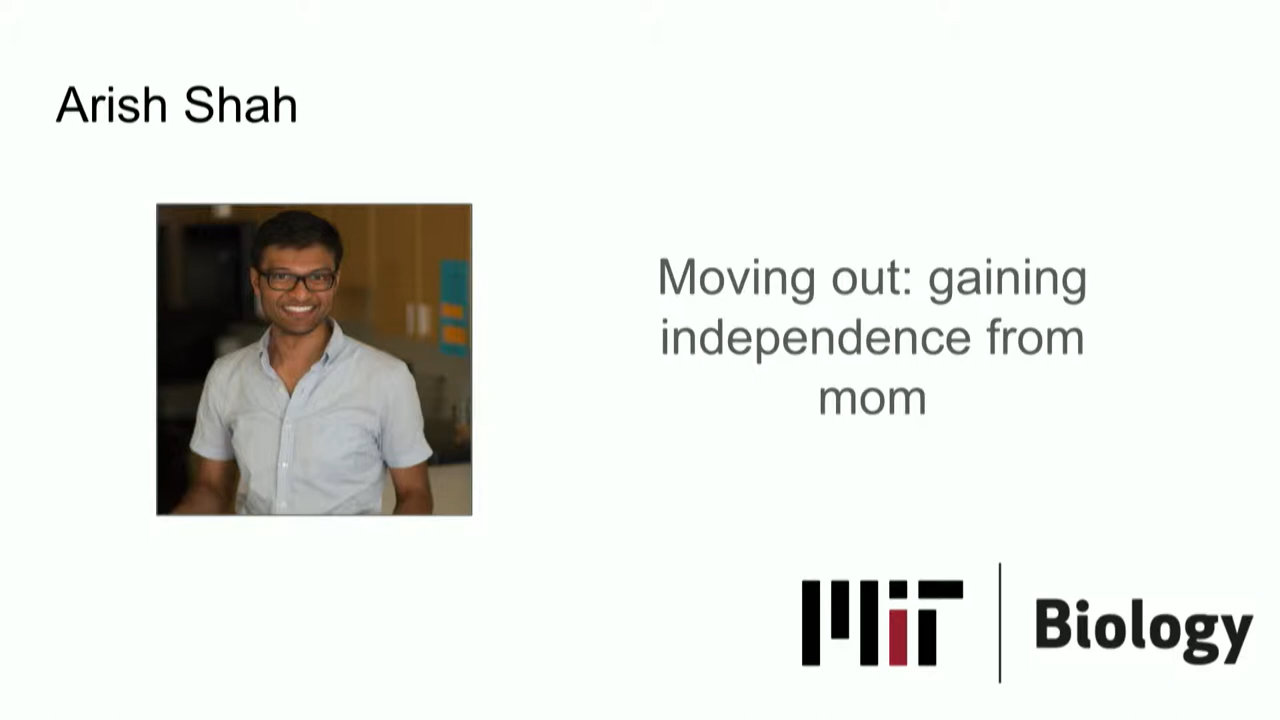 Arish Shah
Moving out: gaining
independence from
mom
MiT
Biology